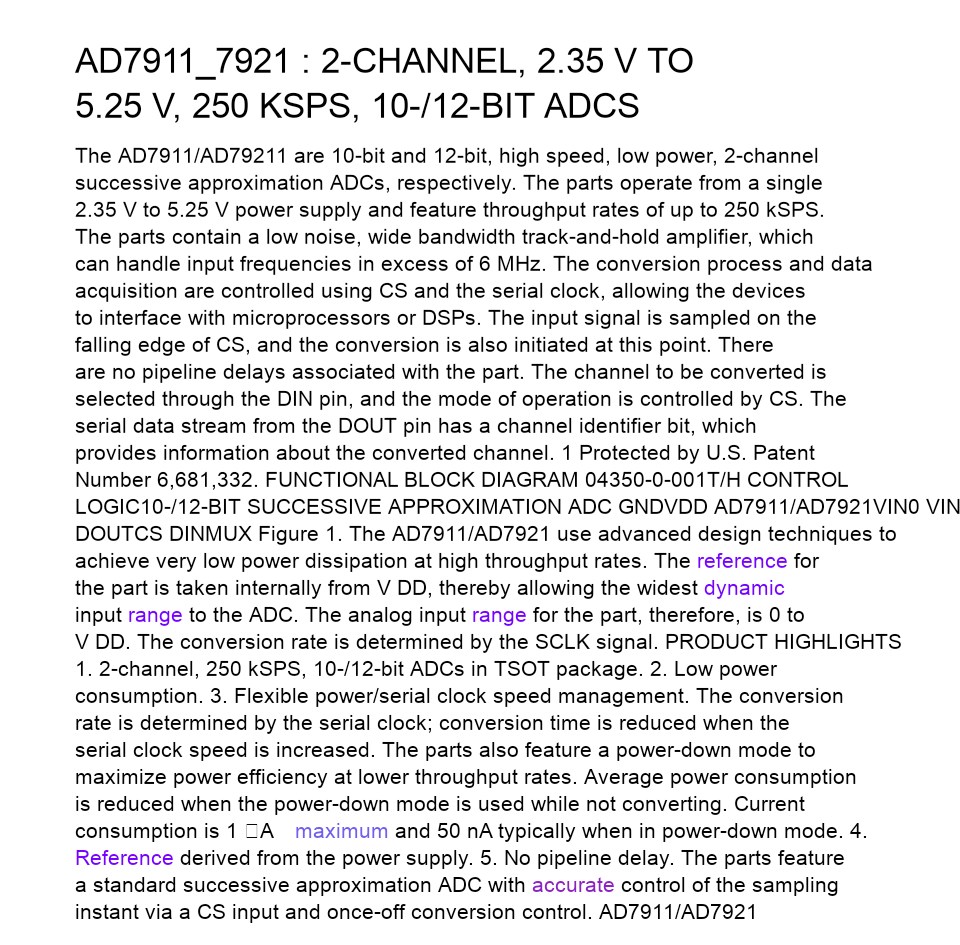 AD7911_7921 : 2-CHANNEL, 2.35 V TO
5.25 V, 250 KSPS, 10-/12-BIT ADCS
The AD7911/AD79211 are 10-bit and 12-bit, high speed, low power, 2-channel
successive approximation ADCs, respectively. The parts operate from a single
2.35 V to 5.25 V power supply and feature throughput rates of up to 250 kSPS.
The parts contain a low noise, wide bandwidth track-and-hold amplifier, which
can handle input frequencies in excess of 6 MHz. The conversion process and data
acquisition are controlled using CS and the serial clock, allowing the devices
to interface with microprocessors or DSPs. The input signal is sampled on the
falling edge of CS, and the conversion is also initiated at this point. There
are no pipeline delays associated with the part. The channel to be converted is
selected through the DIN pin, and the mode of operation is controlled by CS. The
serial data stream from the DOUT pin has a channel identifier bit, which
provides information about the converted channel. 1 Protected by U.S. Patent
Number 6,681,332. FUNCTIONAL BLOCK DIAGRAM 04350-0-001T/H CONTROL
LOGIC10-/12-BIT SUCCESSIVE APPROXIMATION ADC GNDVDD AD7911/AD7921VIN0 VIN
DOUTCS DINMUX Figure 1. The AD7911/AD7921 use advanced design techniques to
achieve very low power dissipation at high throughput rates. The reference for
the part is taken internally from V DD, thereby allowing the widest dynamic
input range to the ADC. The analog input range for the part, therefore, is 0 to
V DD. The conversion rate is determined by the SCLK signal. PRODUCT HIGHLIGHTS
1. 2-channel, 250 kSPS, 10-/12-bit ADCs in TSOT package. 2. Low power
consumption. 3. Flexible power/serial clock speed management. The conversion
rate is determined by the serial clock; conversion time is reduced when the
serial clock speed is increased. The parts also feature a power-down mode to
maximize power efficiency at lower throughput rates. Average power consumption
is reduced when the power-down mode is used while not converting. Current
consumption is 1 □A maximum and 50 nA typically when in power-down mode. 4.
Reference derived from the power supply. 5. No pipeline delay. The parts feature
a standard successive approximation ADC with accurate control of the sampling
instant via a CS input and once-off conversion control. AD7911/AD7921